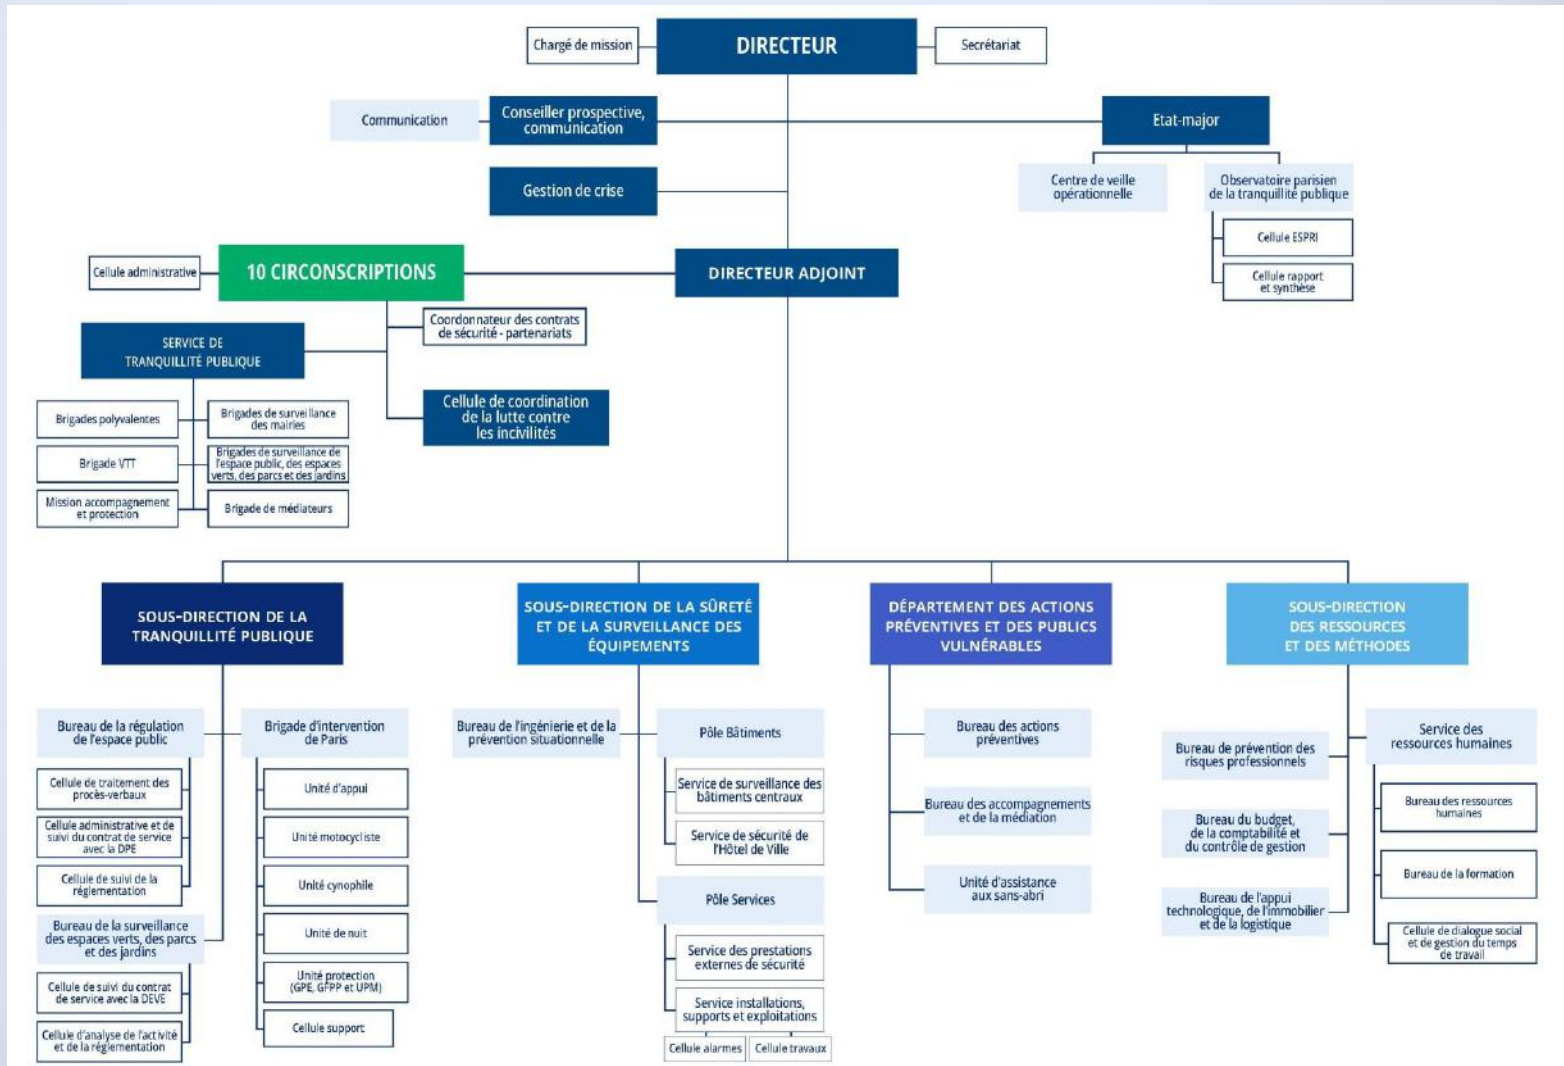 Chargé de mission
DIRECTEUR
Secrétariat
Communication
Conseiller prospective,
communication
Etat-major
Gestion de crise
Centre de veille
opérationnelle
Observatoire parisien
de la tranquillité publique
Cellule ESPRI
Cellule rapport
et synthèse
Cellule administrative
10 CIRCONSCRIPTIONS
DIRECTEUR ADJOINT
Coordonnateur des contrats
de sécurité - partenariats
SERVICE DE
TRANQUILLITÉ PUBLIQUE
Cellule de coordination
de la lutte contre
les incivilités
Brigades polyvalentes
Brigades de surveillance
des mairies
Brigade VTT
Brigades de surveillance de
l'espace public, des espaces
verts, des parcs et des jardins
Mission accompagnement
et protection
Brigade de médiateurs
SOUS-DIRECTION DE LA
TRANQUILLITÉ PUBLIQUE
Bureau de la régulation
de l'espace public
Cellule de traitement des
procès-verbaux
Cellule administrative et de
suivi du contrat de service
avec la DPE
Cellule de suivi de la
réglementation
Bureau de la surveillance
des espaces verts, des parcs
et des jardins
Cellule de suivi du contrat
de service avec la DEVE
Cellule d'analyse de l'activité
et de la réglementation
Brigade d'intervention
de Paris
Unité d'appui
Unité motocycliste
Unité cynophile
Unité de nuit
Unité protection
(GPE, GFPP et UPM)
Cellule support
SOUS-DIRECTION DE LA SÛRETÉ
ET DE LA SURVEILLANCE DES
ÉQUIPEMENTS
Bureau de l'ingénierie et de la
prévention situationnelle
Pôle Bâtiments
Service de surveillance des
bâtiments centraux
Service de sécurité de
l'Hôtel de Ville
Pôle Services
Service des prestations
externes de sécurité
Service installations,
supports et exploitations
Cellule alarmes
Cellule travaux
DÉPARTEMENT DES ACTIONS
PRÉVENTIVES ET DES PUBLICS
VULNÉRABLES
Bureau des actions
préventives
Bureau des accompagnements
et de la médiation
Unité d'assistance
aux sans-abri
SOUS-DIRECTION
DES RESSOURCES
ET DES MÉTHODES
Bureau de prévention des
risques professionnels
Bureau du budget,
de la comptabilité et
du contrôle de gestion
Bureau de l'appui
technologique, de l'immobilier
et de la logistique
Service des
ressources humaines
Bureau des ressources
humaines
Bureau de la formation
Cellule de dialogue social
et de gestion du temps
de travail